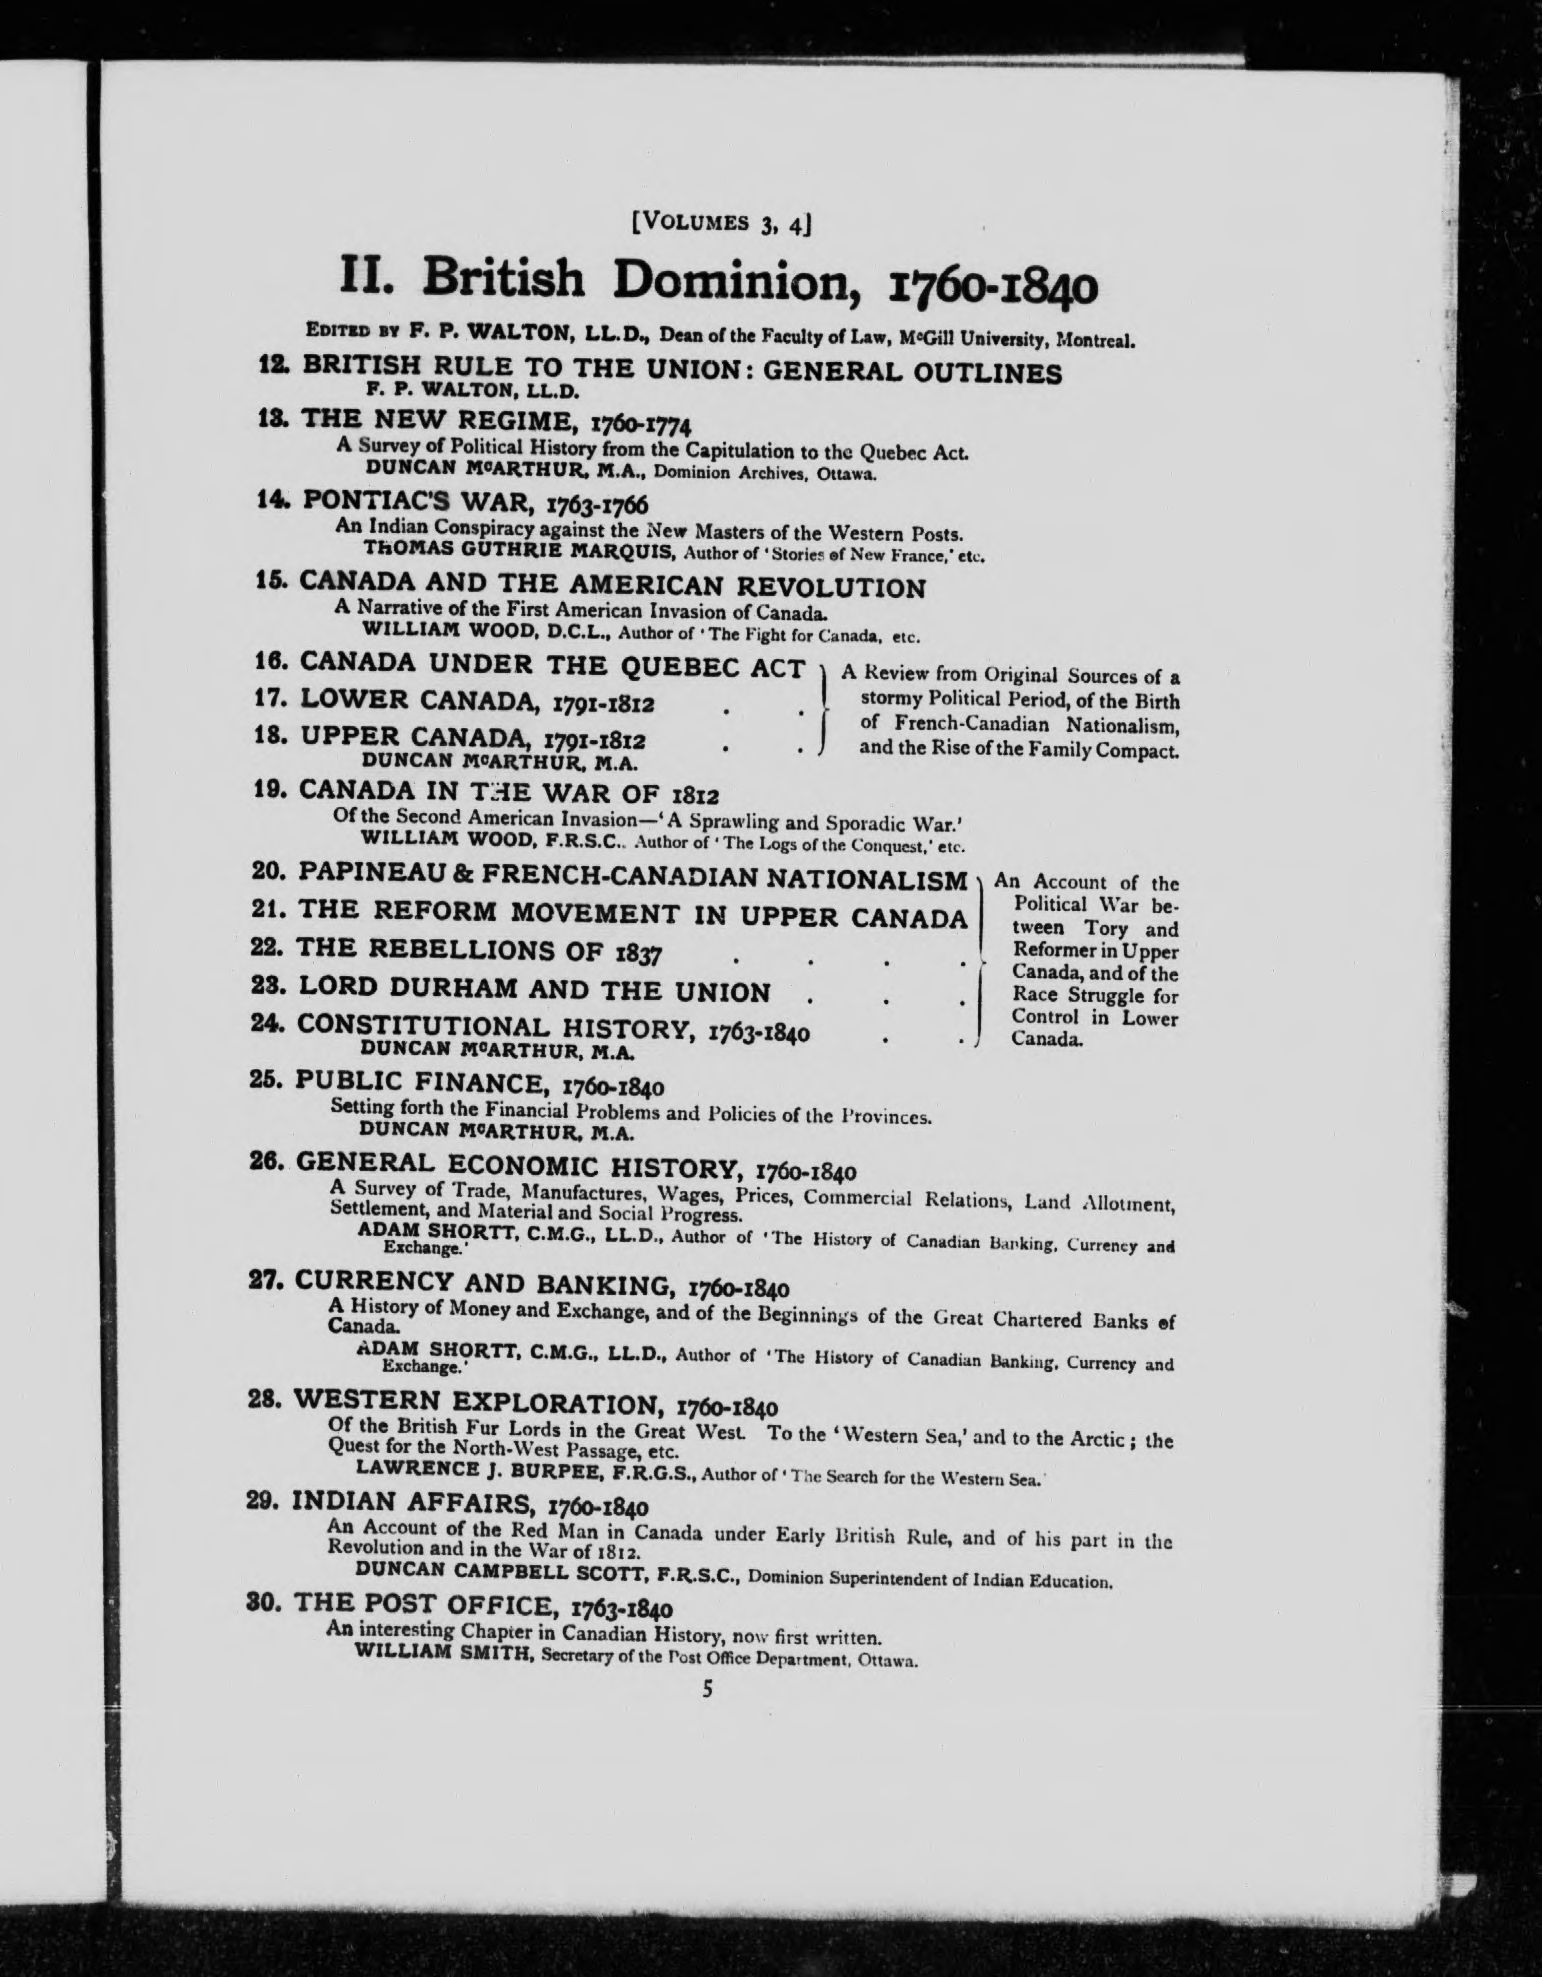 [VOLUMES 3, 4]
II. British Dominion, 1760-1840
EDITED BY F. P. WALTON, LL.D., Dean of the Faculty of Law, McGill University, Montreal.
12. BRITISH RULE TO THE UNION: GENERAL OUTLINES
F. P. WALTON, LL.D.
13. THE NEW REGIME, 1760-1774
A Survey of Political History from the Capitulation to the Quebec Act.
DUNCAN McARTHUR, M.A., Dominion Archives, Ottawa.
14. PONTIAC'S WAR, 1763-1766
An Indian Conspiracy against the New Masters of the Western Posts.
THOMAS GUTHRIE MARQUIS, Author of 'Stories of New France,' etc.
15. CANADA AND THE AMERICAN REVOLUTION
A Narrative of the First American Invasion of Canada.
WILLIAM WOOD, D.C.L., Author of 'The Fight for Canada, etc.
16. CANADA UNDER THE QUEBEC ACT
17. LOWER CANADA, 1791-1812 . .
18. UPPER CANADA, 1791-1812 . .
DUNCAN McARTHUR, M.A.
A Review from Original Sources of a
stormy Political Period, of the Birth
of French-Canadian Nationalism,
and the Rise of the Family Compact.
19. CANADA IN THE WAR OF 1812
Of the Second American Invasion—'A Sprawling and Sporadic War.'
WILLIAM WOOD, F.R.S.C., Author of 'The Logs of the Conquest,' etc.
20. PAPINEAU & FRENCH-CANADIAN NATIONALISM
21. THE REFORM MOVEMENT IN UPPER CANADA
22. THE REBELLIONS OF 1837 . . . .
23. LORD DURHAM AND THE UNION . . .
24. CONSTITUTIONAL HISTORY, 1763-1840 . .
DUNCAN McARTHUR, M.A.
An Account of the
Political War be-
tween Tory and
Reformer in Upper
Canada, and of the
Race Struggle for
Control in Lower
Canada.
25. PUBLIC FINANCE, 1760-1840
Setting forth the Financial Problems and Policies of the Provinces.
DUNCAN McARTHUR, M.A.
26. GENERAL ECONOMIC HISTORY, 1760-1840
A Survey of Trade, Manufactures, Wages, Prices, Commercial Relations, Land Allotment,
Settlement, and Material and Social Progress.
ADAM SHORTT, C.M.G., LL.D., Author of 'The History of Canadian Banking, Currency and
Exchange.'
27. CURRENCY AND BANKING, 1760-1840
A History of Money and Exchange, and of the Beginnings of the Great Chartered Banks of
Canada.
ADAM SHORTT, C.M.G., LL.D., Author of 'The History of Canadian Banking, Currency and
Exchange.'
28. WESTERN EXPLORATION, 1760-1840
Of the British Fur Lords in the Great West. To the 'Western Sea,' and to the Arctic; the
Quest for the North-West Passage, etc.
LAWRENCE J. BURPEE, F.R.G.S., Author of 'The Search for the Western Sea.'
29. INDIAN AFFAIRS, 1760-1840
An Account of the Red Man in Canada under Early British Rule, and of his part in the
Revolution and in the War of 1812.
DUNCAN CAMPBELL SCOTT, F.R.S.C., Dominion Superintendent of Indian Education.
30. THE POST OFFICE, 1763-1840
An interesting Chapter in Canadian History, now first written.
WILLIAM SMITH, Secretary of the Post Office Department, Ottawa.
5